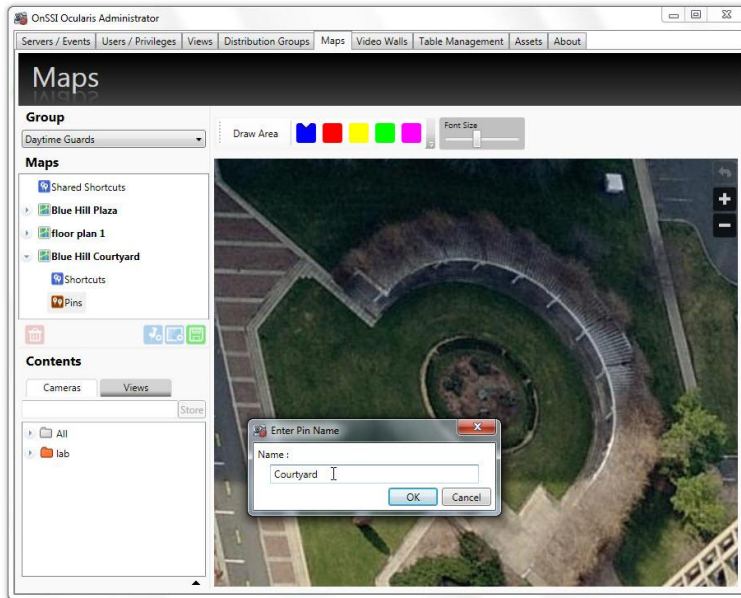 OnSSI Ocularis Administrator
Servers / Events Users / Privileges Views Distribution Groups Maps Video Walls Table Management Assets About
Maps
Group
Daytime Guards
Draw Area
Font Size
Maps
Shared Shortcuts
Blue Hill Plaza
floor plan 1
Blue Hill Courtyard
Shortcuts
Pins
Contents
Cameras Views
Store
All
lab
Enter Pin Name
Name :
Courtyard
OK Cancel